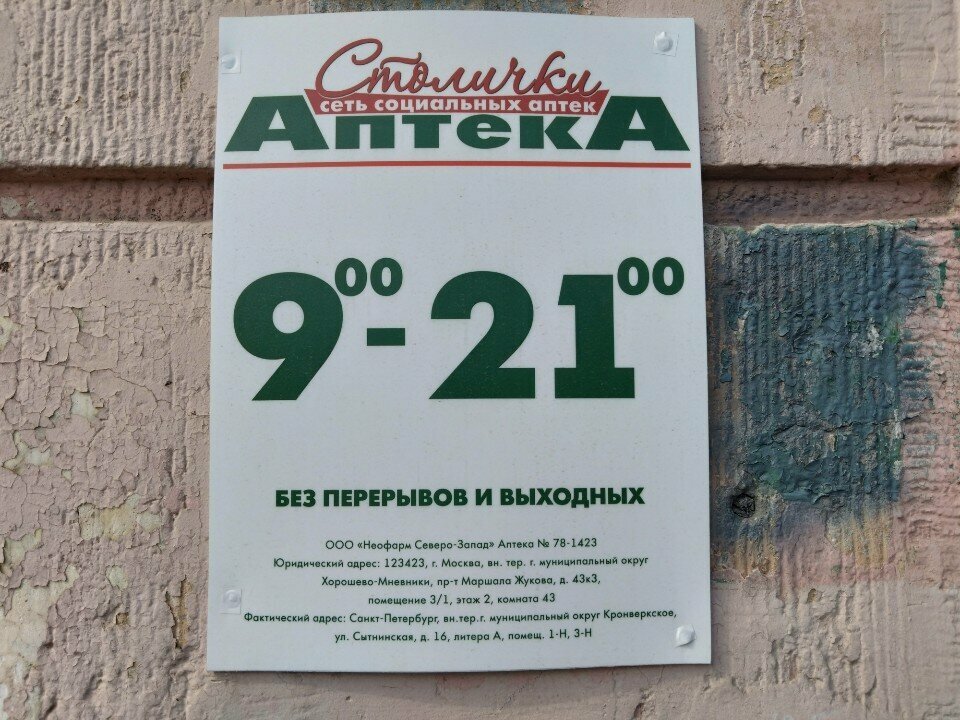 Столички
сеть социальных аптек
АптекА
9⁰⁰-21⁰⁰
БЕЗ ПЕРЕРЫВОВ И ВЫХОДНЫХ
ООО «Неофарм Северо-Запад» Аптека № 78-1423
Юридический адрес: 123423, г. Москва, вн. тер. г. муниципальный округ
Хорошево-Мневники, пр-т Маршала Жукова, д. 43к3,
помещение 3/1, этаж 2, комната 43
Фактический адрес: Санкт-Петербург, вн.тер.г. муниципальный округ Кронверкское,
ул. Сытнинская, д. 16, литера А, помещ. 1-Н, 3-Н